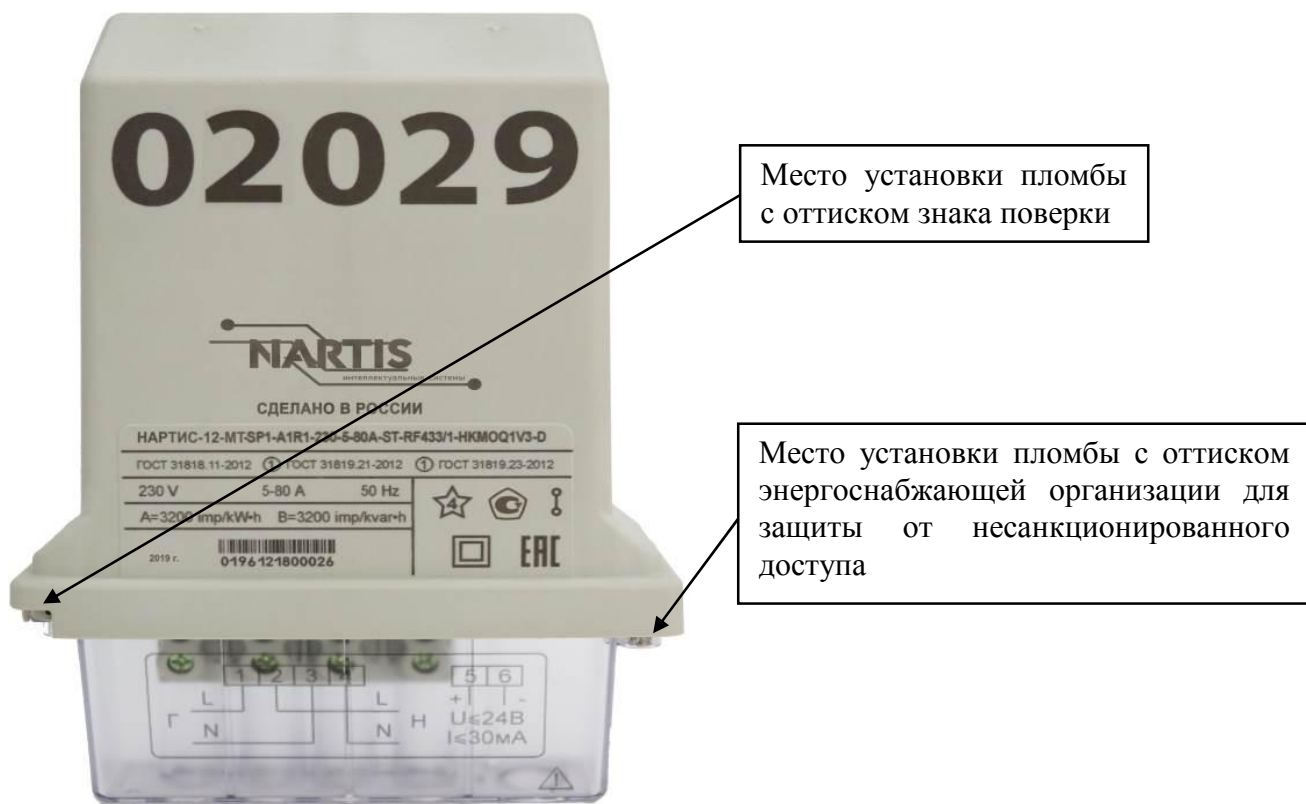 02029
Место установки пломбы
с оттиском знака поверки
NARTIS
интеллектуальные системы
СДЕЛАНО В РОССИИ
НАРТИС-12-MT-SP1-A1R1-230-5-80A-ST-RF433/1-HKMOQ1V3-D
ГОСТ 31818.11-2012 ① ГОСТ 31819.21-2012 ① ГОСТ 31819.23-2012
230 V 5-80 A 50 Hz
A=3200 imp/kW•h B=3200 imp/kvar•h
4
2019 г.
0196121800026
EAC
Место установки пломбы с оттиском
энергоснабжающей организации для
защиты от несанкционированного
доступа
1 2 3 4 5 6
L L + -
Г Н U≤24В
N N I≤30мА